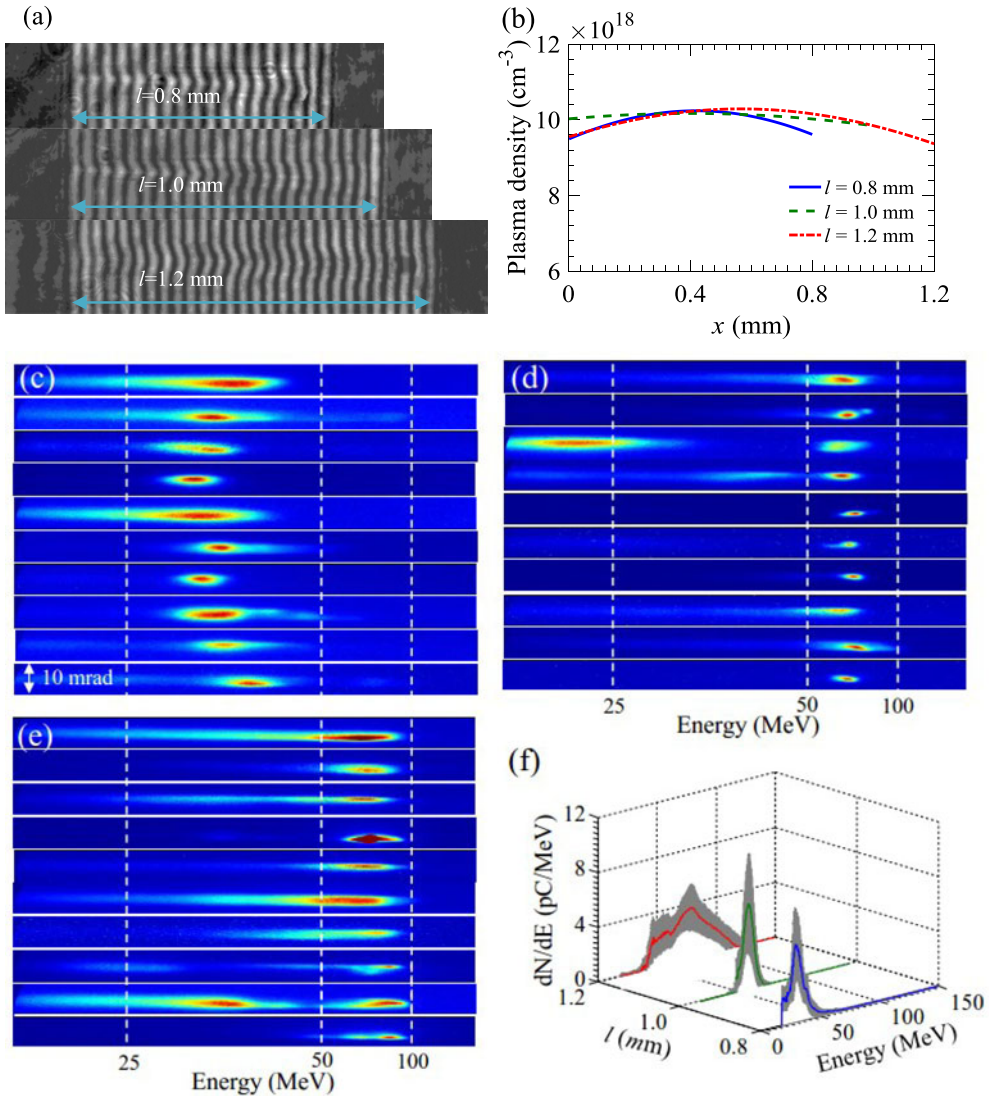 (a)
l=0.8 mm
l=1.0 mm
l=1.2 mm
(b)
×10¹⁸
Plasma density (cm⁻³)
12
10
8
6
l = 0.8 mm
l = 1.0 mm
l = 1.2 mm
0 0.4 0.8 1.2
x (mm)
(c)
10 mrad
(d)
25 50 100
Energy (MeV)
(e)
25 50 100
Energy (MeV)
(f)
dN/dE (pC/MeV)
12
8
4
0
1.2
1.0
0.8
l (mm)
0
50
100
150
Energy (MeV)